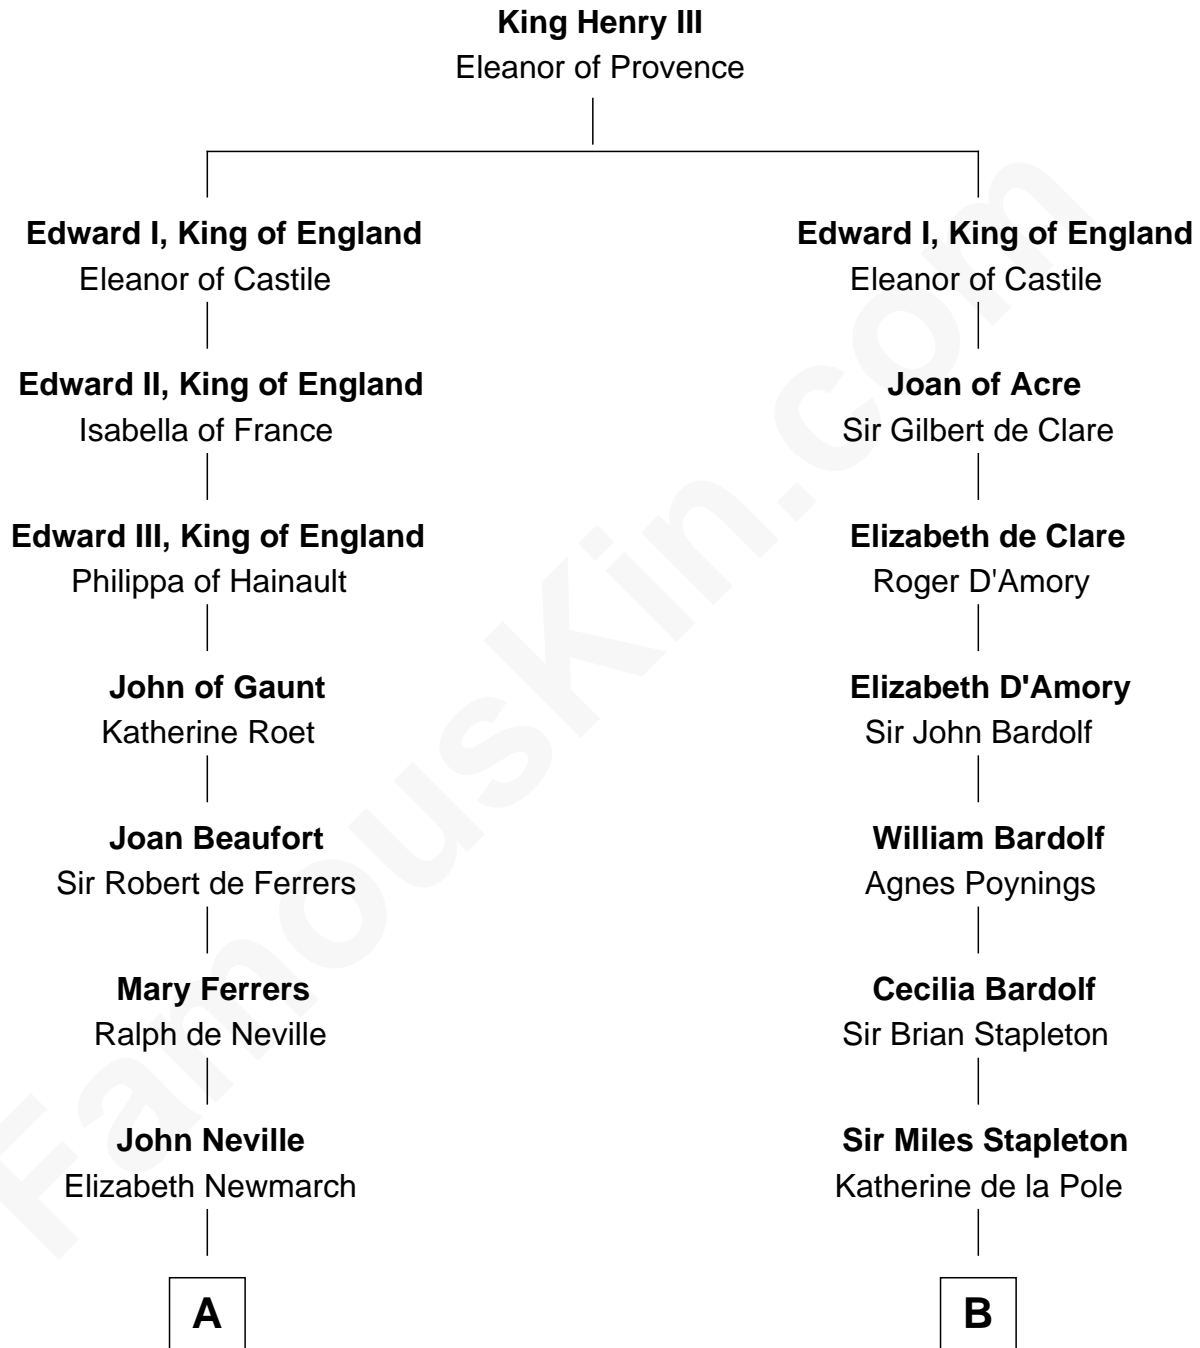 King Henry III
Eleanor of Provence
Edward I, King of England
Eleanor of Castile
Edward I, King of England
Eleanor of Castile
Edward II, King of England
Isabella of France
Joan of Acre
Sir Gilbert de Clare
Edward III, King of England
Philippa of Hainault
Elizabeth de Clare
Roger D'Amory
John of Gaunt
Katherine Roet
Elizabeth D'Amory
Sir John Bardolf
Joan Beaufort
Sir Robert de Ferrers
William Bardolf
Agnes Poynings
Mary Ferrers
Ralph de Neville
Cecilia Bardolf
Sir Brian Stapleton
John Neville
Elizabeth Newmarch
Sir Miles Stapleton
Katherine de la Pole
A
B
FamousKin.com